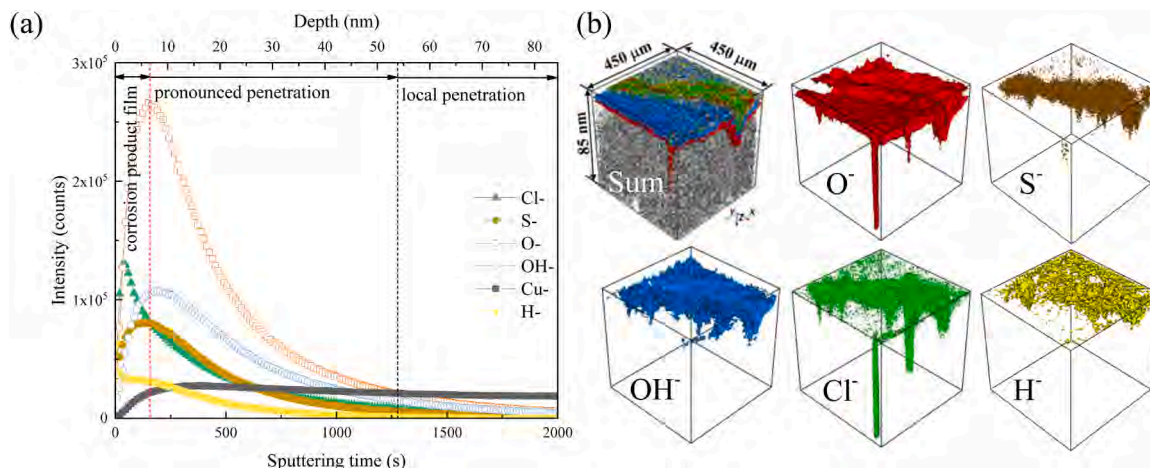 (a)
Depth (nm)
0 10 20 30 40 50 60 70 80
3x10⁵
2x10⁵
1x10⁵
0
Intensity (counts)
corrosion product film
pronounced penetration
local penetration
Cl-
S-
O-
OH-
Cu-
H-
0 500 1000 1500 2000
Sputtering time (s)
(b)
450 μm 450 μm
85 nm
Sum
y z x
O⁻
S⁻
OH⁻
Cl⁻
H⁻